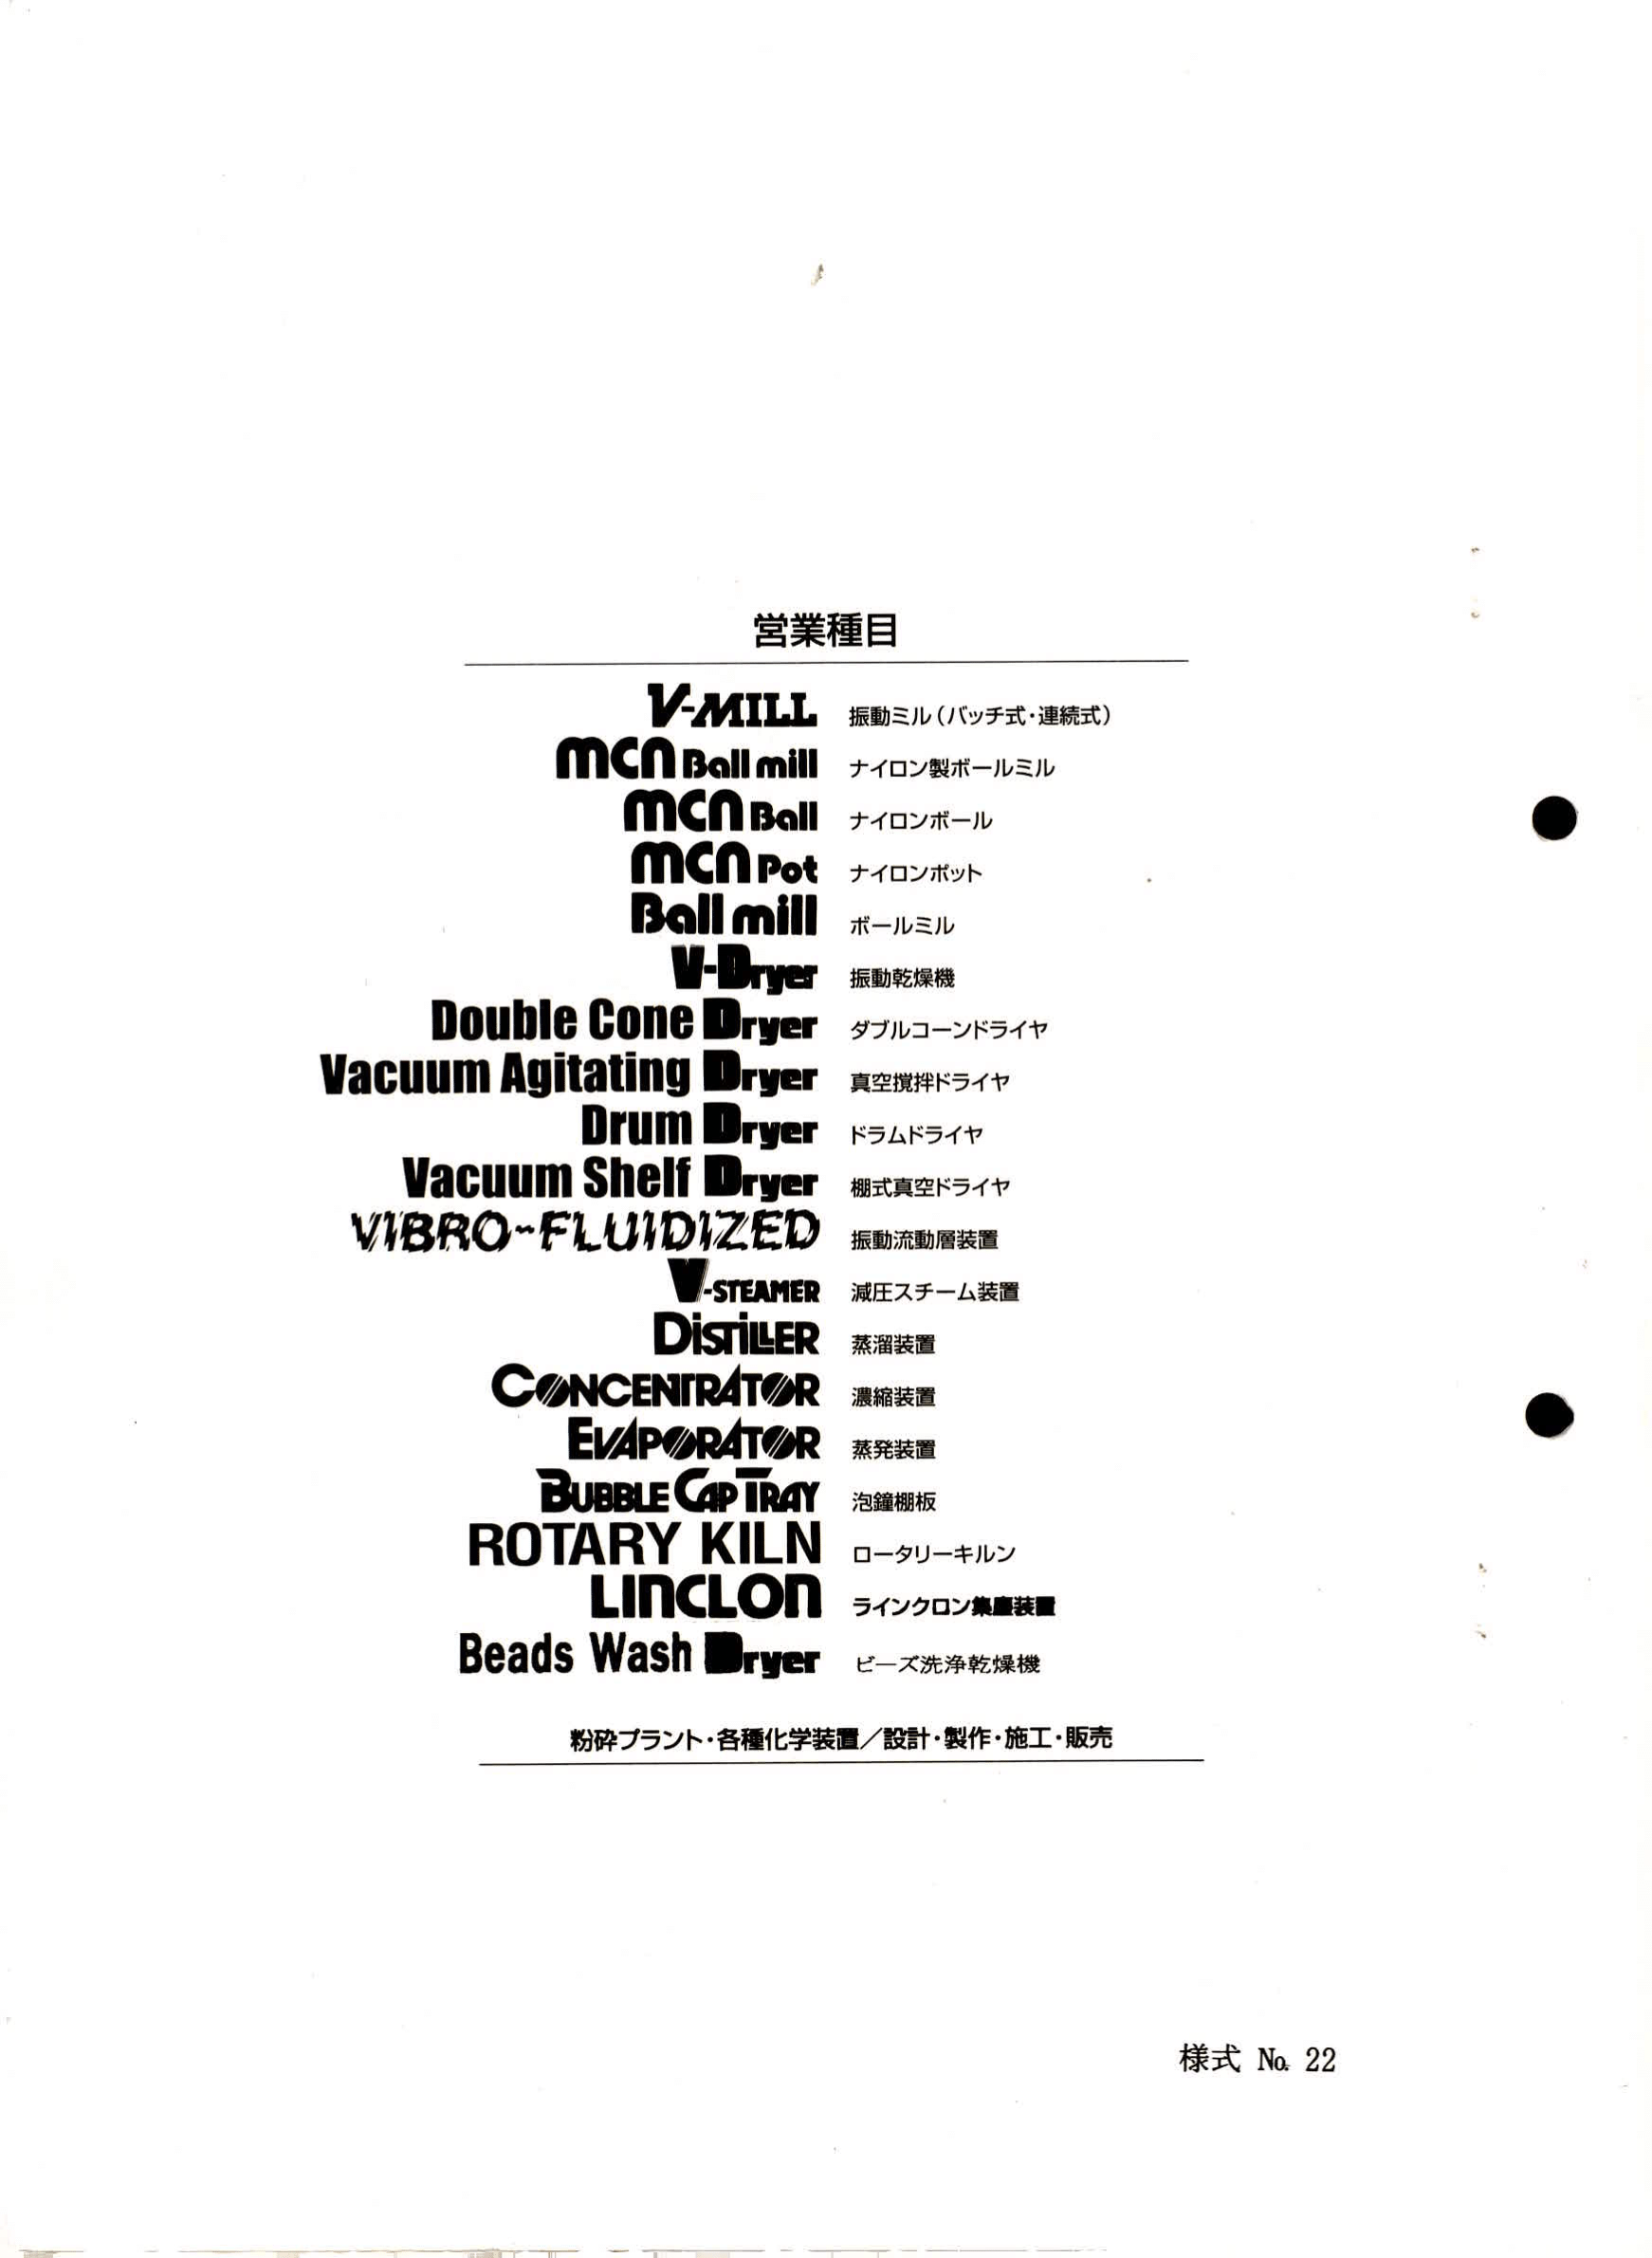 営業種目
V-MILL 振動ミル（バッチ式・連続式）
MCN Ball mill ナイロン製ボールミル
MCN Ball ナイロンボール
MCN Pot ナイロンポット
Ball mill ボールミル
V-Dryer 振動乾燥機
Double Cone Dryer ダブルコーンドライヤ
Vacuum Agitating Dryer 真空撹拌ドライヤ
Drum Dryer ドラムドライヤ
Vacuum Shelf Dryer 棚式真空ドライヤ
VIBRO-FLUIDIZED 振動流動層装置
V-STEAMER 減圧スチーム装置
DiSTiLLER 蒸溜装置
CONCENTRATOR 濃縮装置
EVAPORATOR 蒸発装置
BUBBLE CAP TRAY 泡鐘棚板
ROTARY KILN ロータリーキルン
LINCLON ラインクロン集塵装置
Beads Wash Dryer ビーズ洗浄乾燥機
粉砕プラント・各種化学装置／設計・製作・施工・販売
様式 No. 22